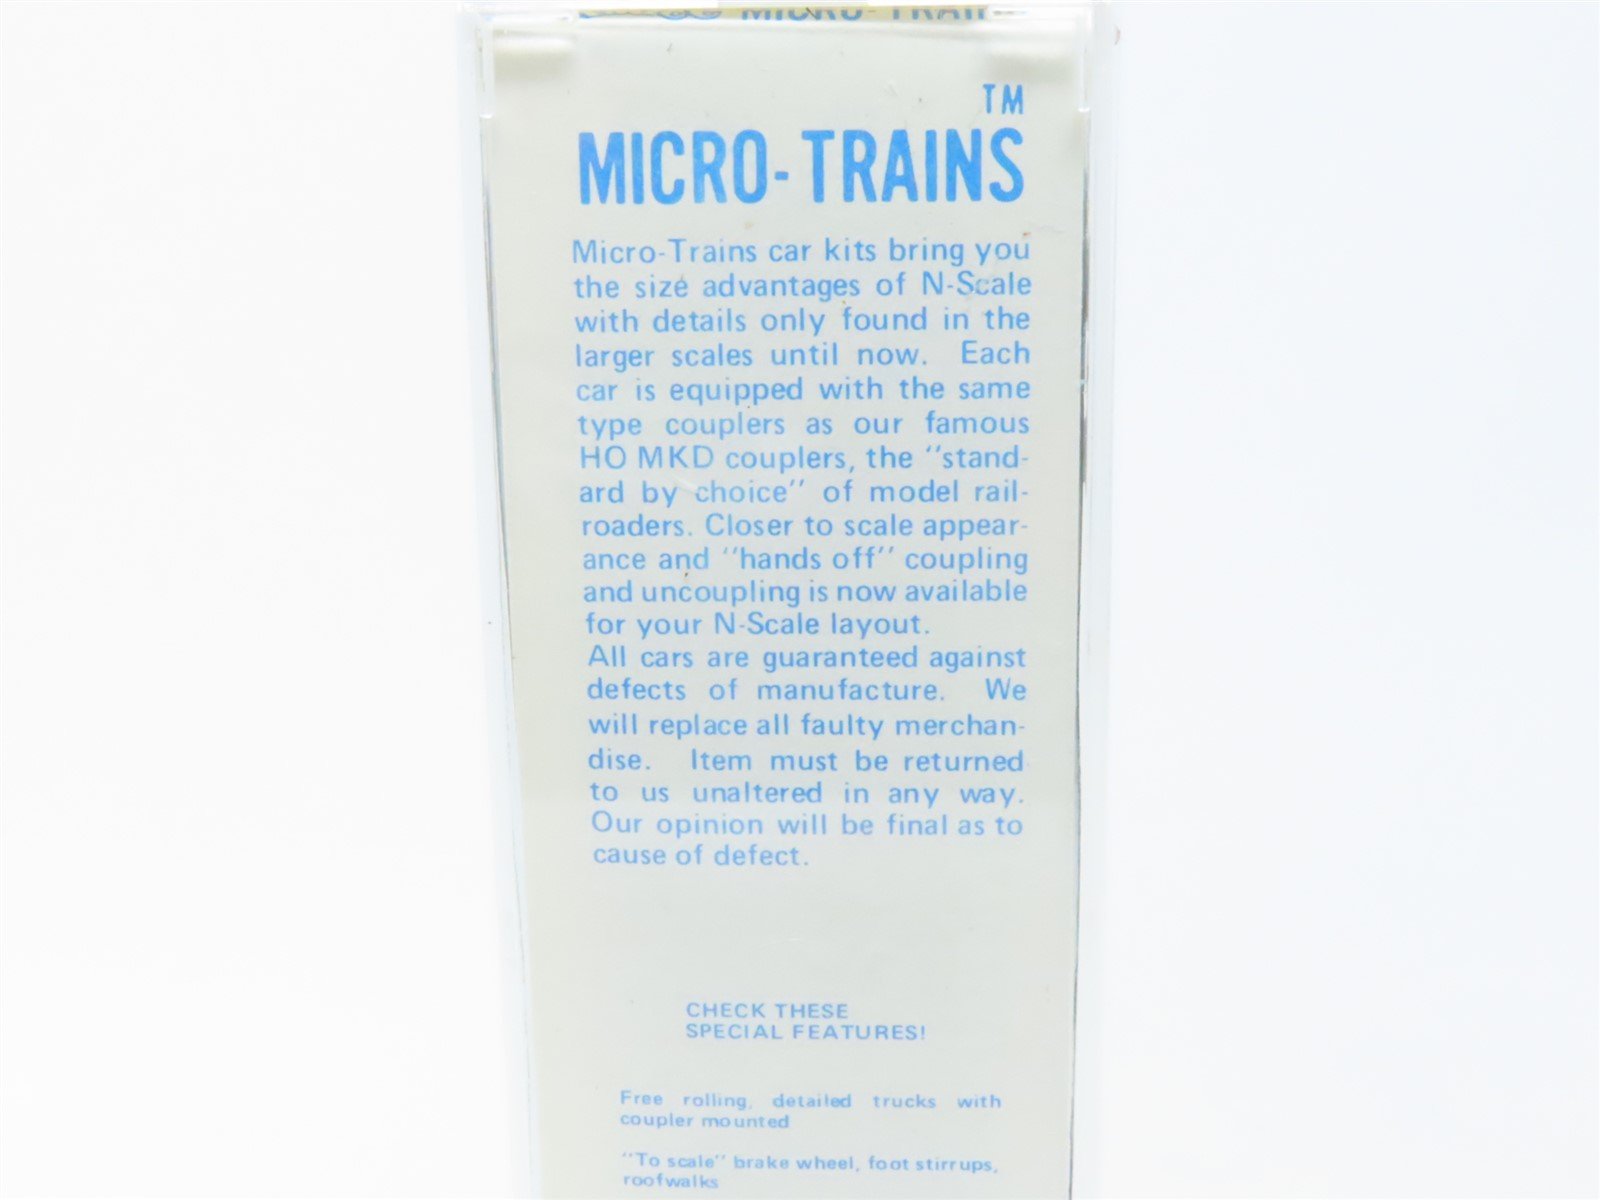 MICRO-TRAINS
TM
MICRO-TRAINS
Micro-Trains car kits bring you
the size advantages of N-Scale
with details only found in the
larger scales until now. Each
car is equipped with the same
type couplers as our famous
HO MKD couplers, the "stand-
ard by choice" of model rail-
roaders. Closer to scale appear-
ance and "hands off" coupling
and uncoupling is now available
for your N-Scale layout.
All cars are guaranteed against
defects of manufacture. We
will replace all faulty merchan-
dise. Item must be returned
to us unaltered in any way.
Our opinion will be final as to
cause of defect.
CHECK THESE
SPECIAL FEATURES!
Free rolling, detailed trucks with
coupler mounted
"To scale" brake wheel, foot stirrups,
roofwalks